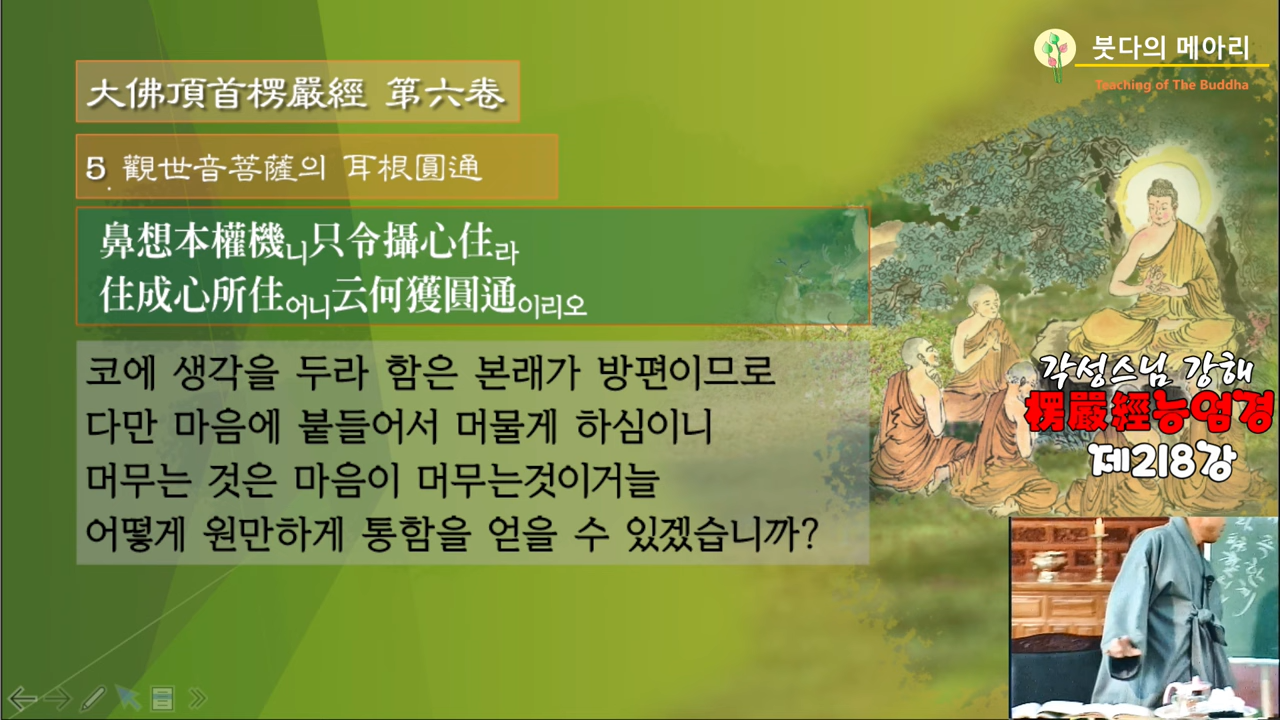 大佛頂首楞嚴經 第六卷
5. 觀世音菩薩의 耳根圓通
鼻想本權機니只令攝心住라
住成心所住어니云何獲圓通이리오
코에 생각을 두라 함은 본래가 방편이므로
다만 마음에 붙들어서 머물게 하심이니
머무는 것은 마음이 머무는것이거늘
어떻게 원만하게 통함을 얻을 수 있겠습니까?
붓다의 메아리
Teaching of The Buddha
각성스님 강해
楞嚴經능엄경
제218강